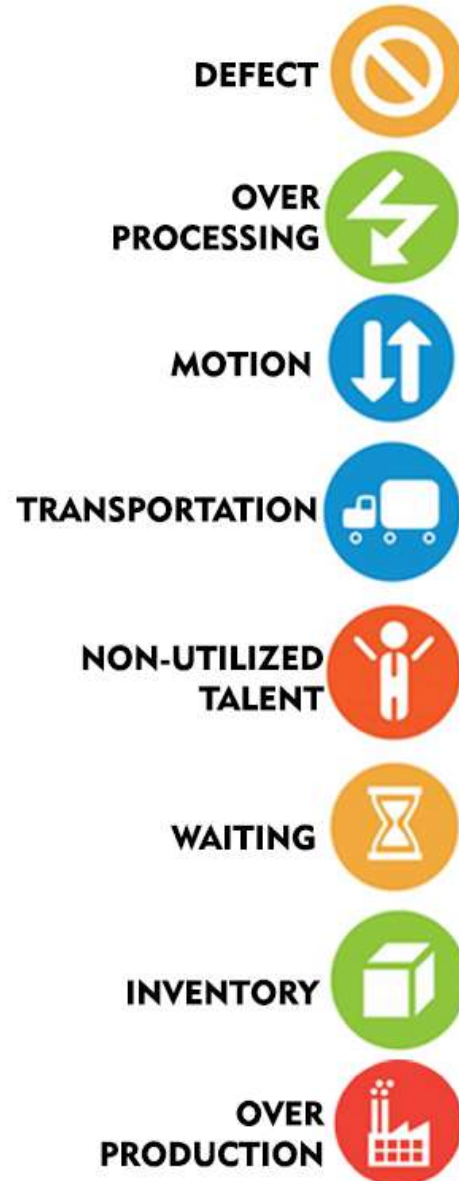 DEFECT
OVER
PROCESSING
MOTION
TRANSPORTATION
NON-UTILIZED
TALENT
WAITING
INVENTORY
OVER
PRODUCTION